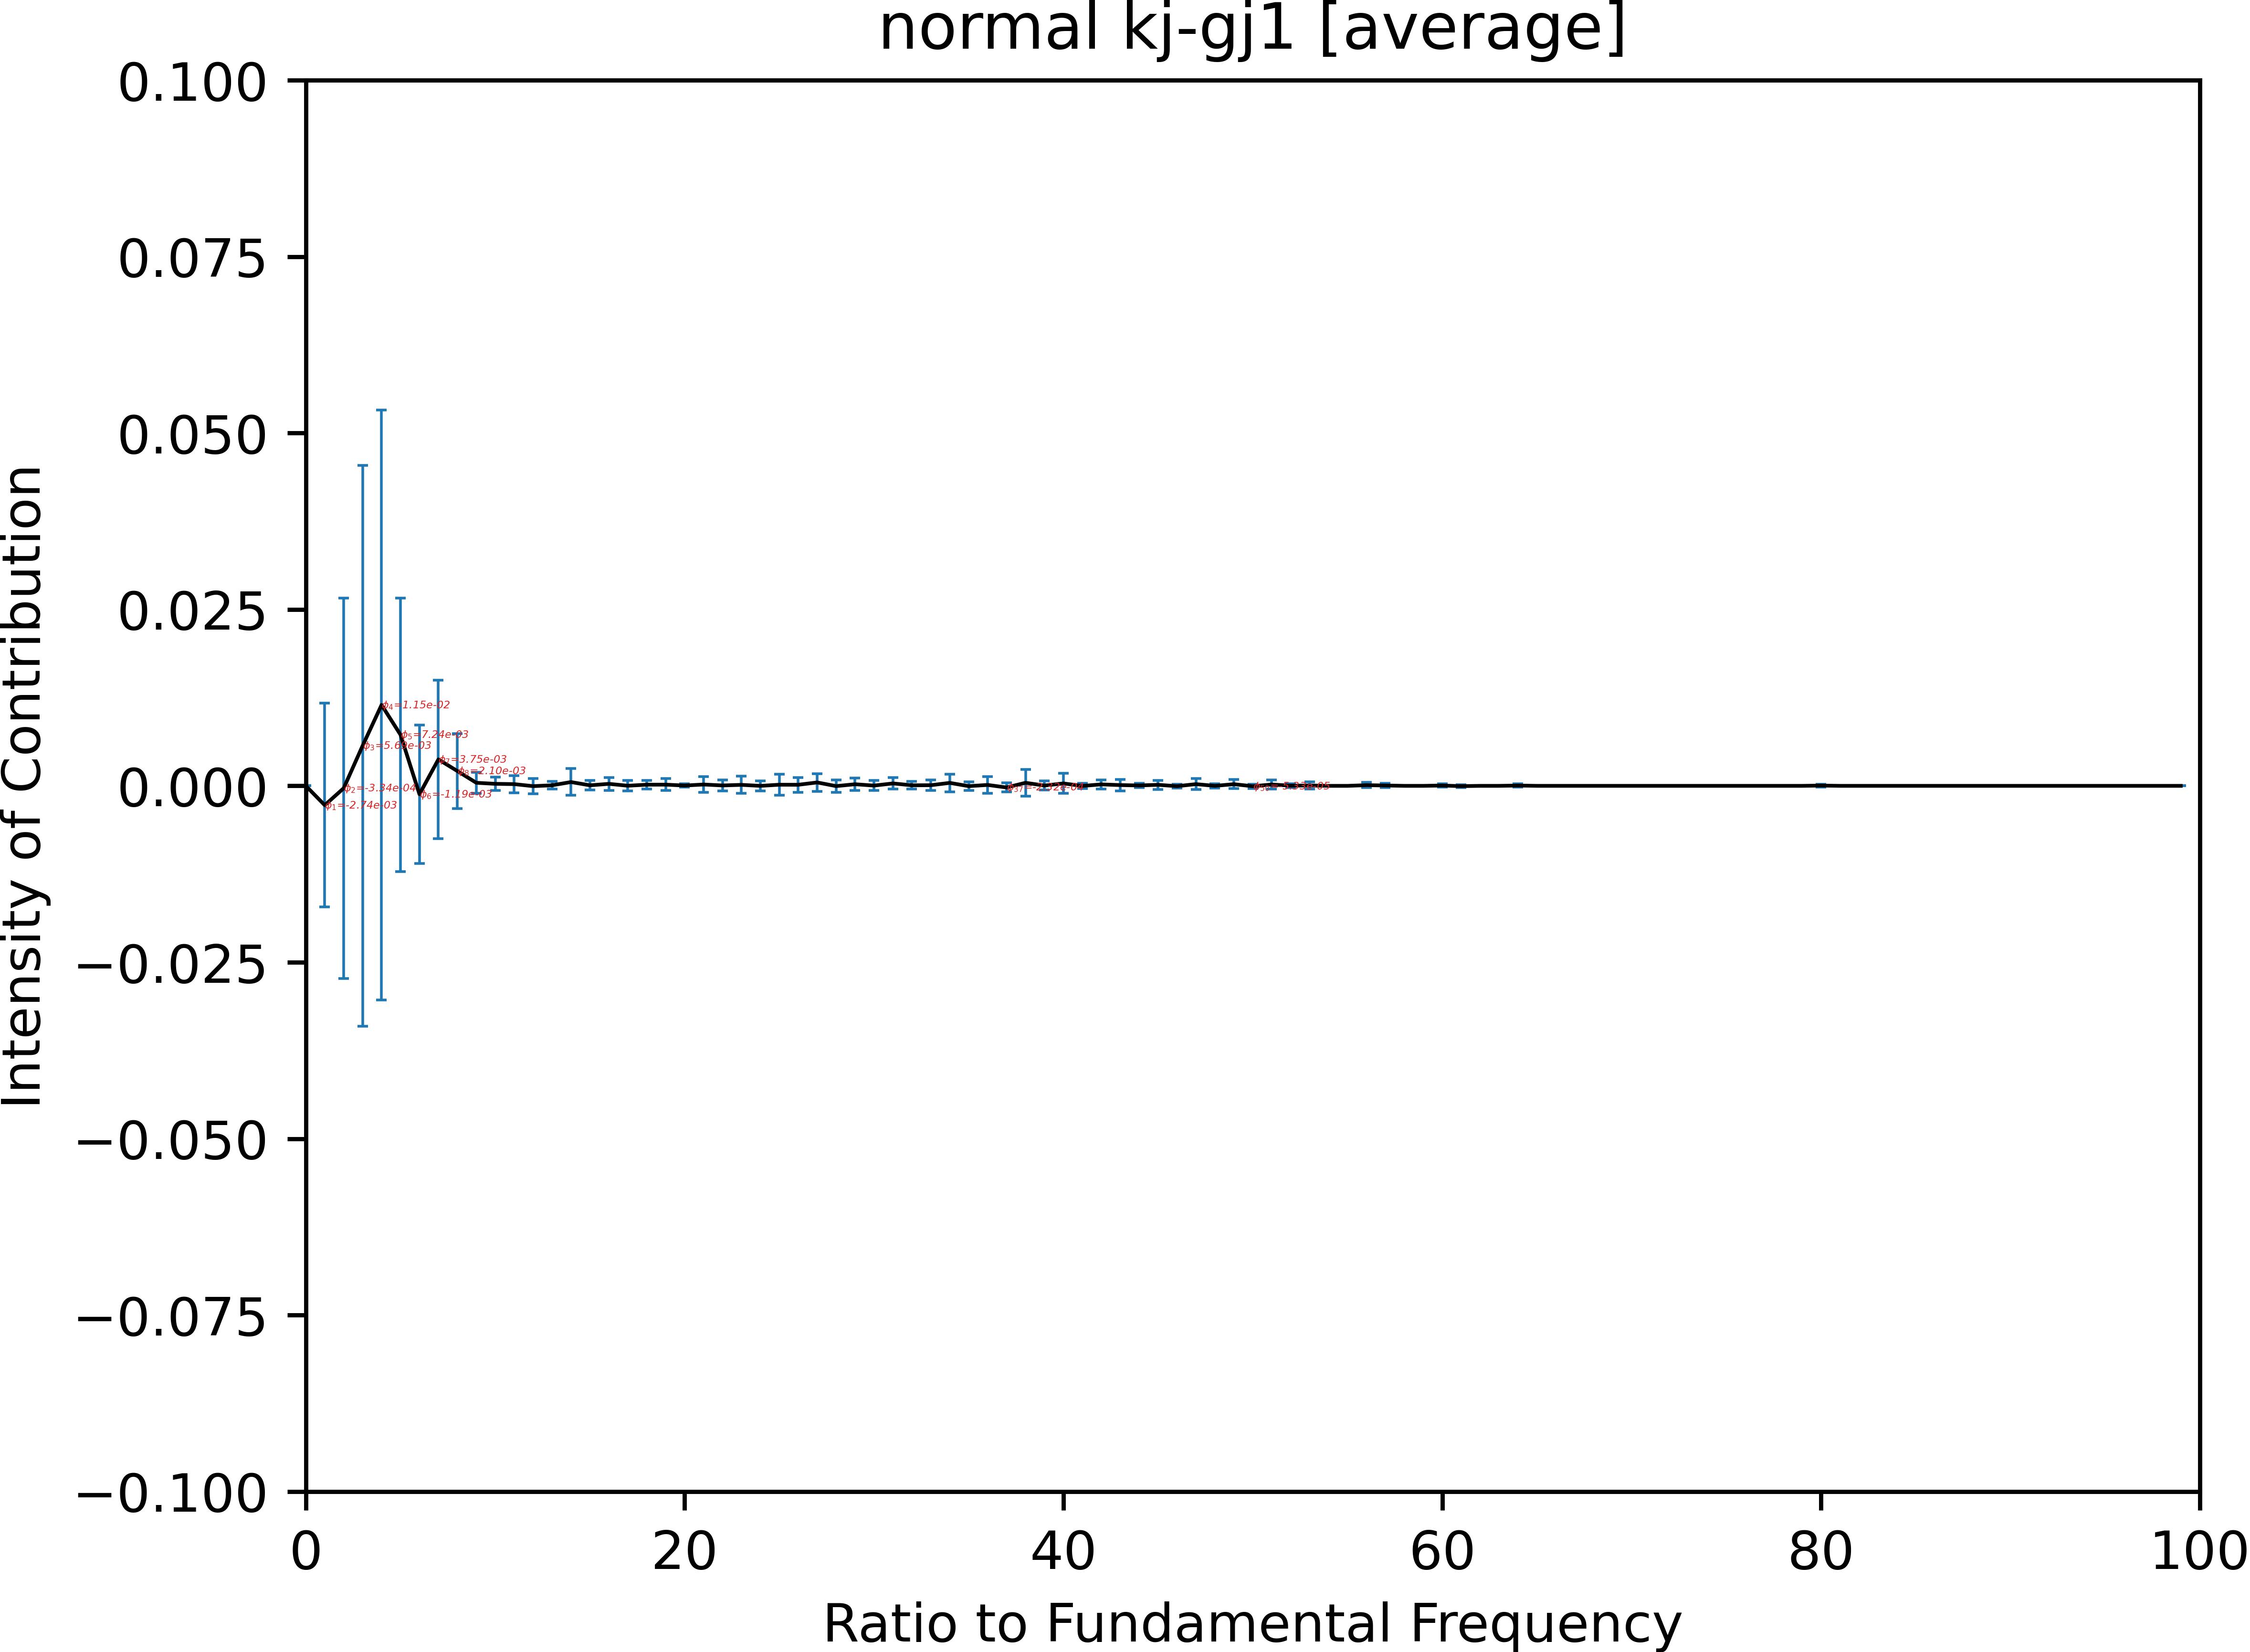 normal kj-gj1 [average]
0.100
0.075
0.050
0.025
0.000
−0.025
−0.050
−0.075
−0.100
Intensity of Contribution
ϕ4=1.15e-02
ϕ5=7.24e-03
ϕ7=3.75e-03
ϕ8=2.10e-03
ϕ2=-3.34e-04
ϕ6=-1.19e-03
ϕ1=-2.74e-03
0 20 40 60 80 100
Ratio to Fundamental Frequency